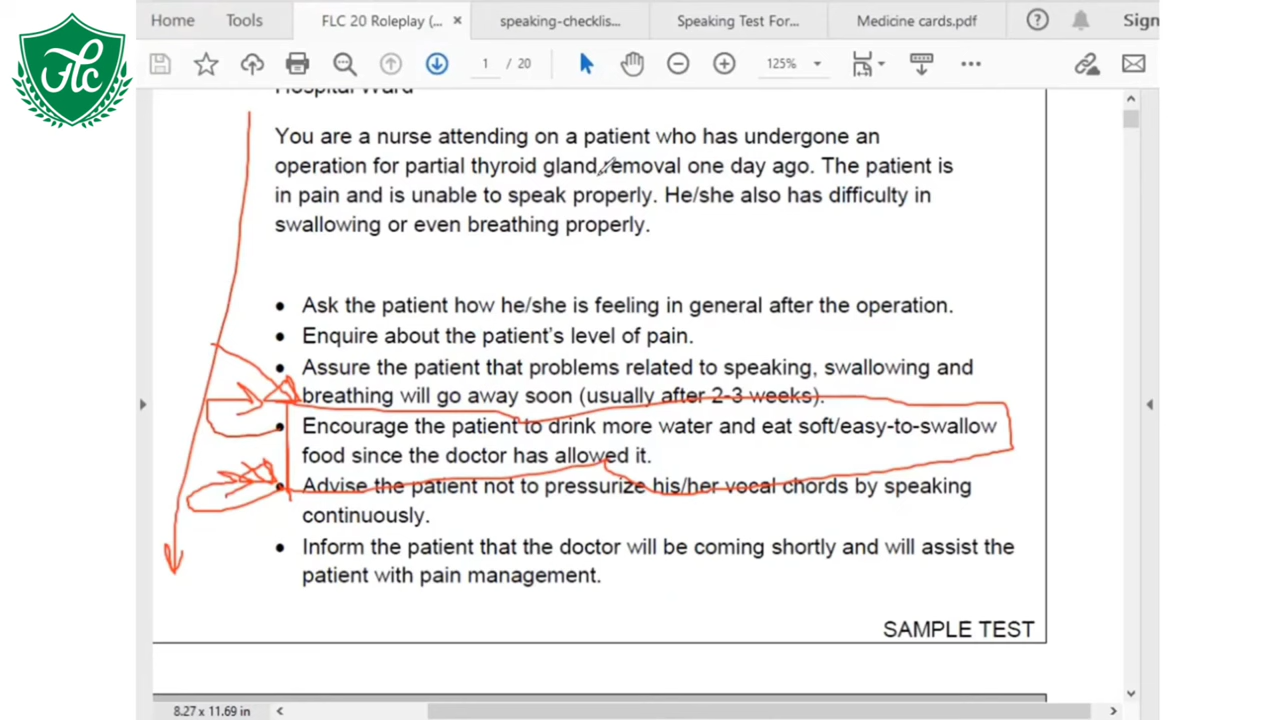 FLC
Home Tools FLC 20 Roleplay (... × speaking-checklis... Speaking Test For... Medicine cards.pdf ? Sign
1 / 20 125%
Hospital Ward
You are a nurse attending on a patient who has undergone an
operation for partial thyroid gland removal one day ago. The patient is
in pain and is unable to speak properly. He/she also has difficulty in
swallowing or even breathing properly.
• Ask the patient how he/she is feeling in general after the operation.
• Enquire about the patient's level of pain.
• Assure the patient that problems related to speaking, swallowing and
breathing will go away soon (usually after 2-3 weeks).
• Encourage the patient to drink more water and eat soft/easy-to-swallow
food since the doctor has allowed it.
• Advise the patient not to pressurize his/her vocal chords by speaking
continuously.
• Inform the patient that the doctor will be coming shortly and will assist the
patient with pain management.
SAMPLE TEST
8.27 x 11.69 in